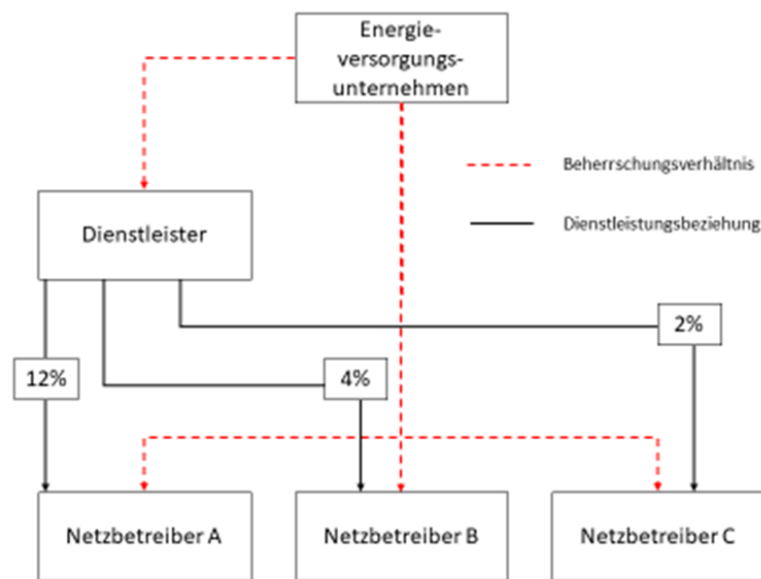 Energie-
versorgungs-
unternehmen
Beherrschungsverhältnis
Dienstleister
Dienstleistungsbeziehung
2%
12%
4%
Netzbetreiber A
Netzbetreiber B
Netzbetreiber C